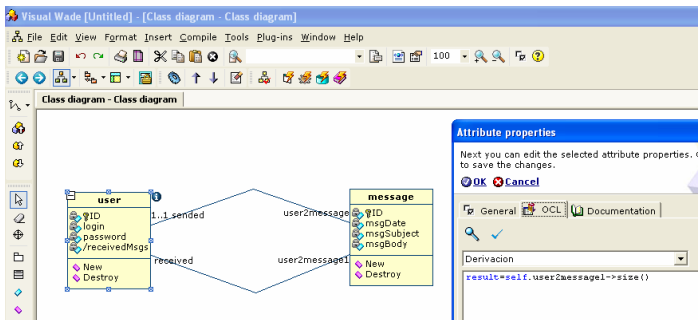 Visual Wade [Untitled] - [Class diagram - Class diagram]
File Edit View Format Insert Compile Tools Plug-ins Window Help
100
Class diagram - Class diagram
Attribute properties
Next you can edit the selected attribute properties.
to save the changes.
OK Cancel
General OCL Documentation
Derivacion
result=self.user2message1->size()
user
ID
login
password
/receivedMsgs
New
Destroy
1..1 sended
received
user2message
user2message1
message
ID
msgDate
msgSubject
msgBody
New
Destroy